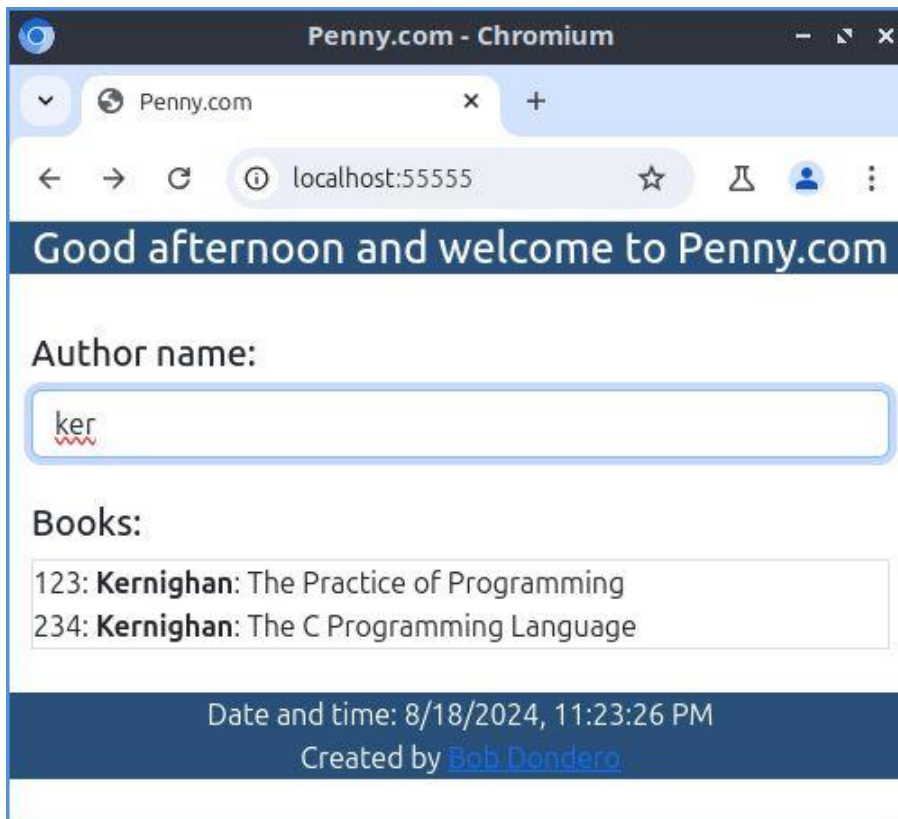 Penny.com - Chromium
Penny.com
localhost:55555
Good afternoon and welcome to Penny.com
Author name:
ker
Books:
123: Kernighan: The Practice of Programming
234: Kernighan: The C Programming Language
Date and time: 8/18/2024, 11:23:26 PM
Created by Bob Dondero